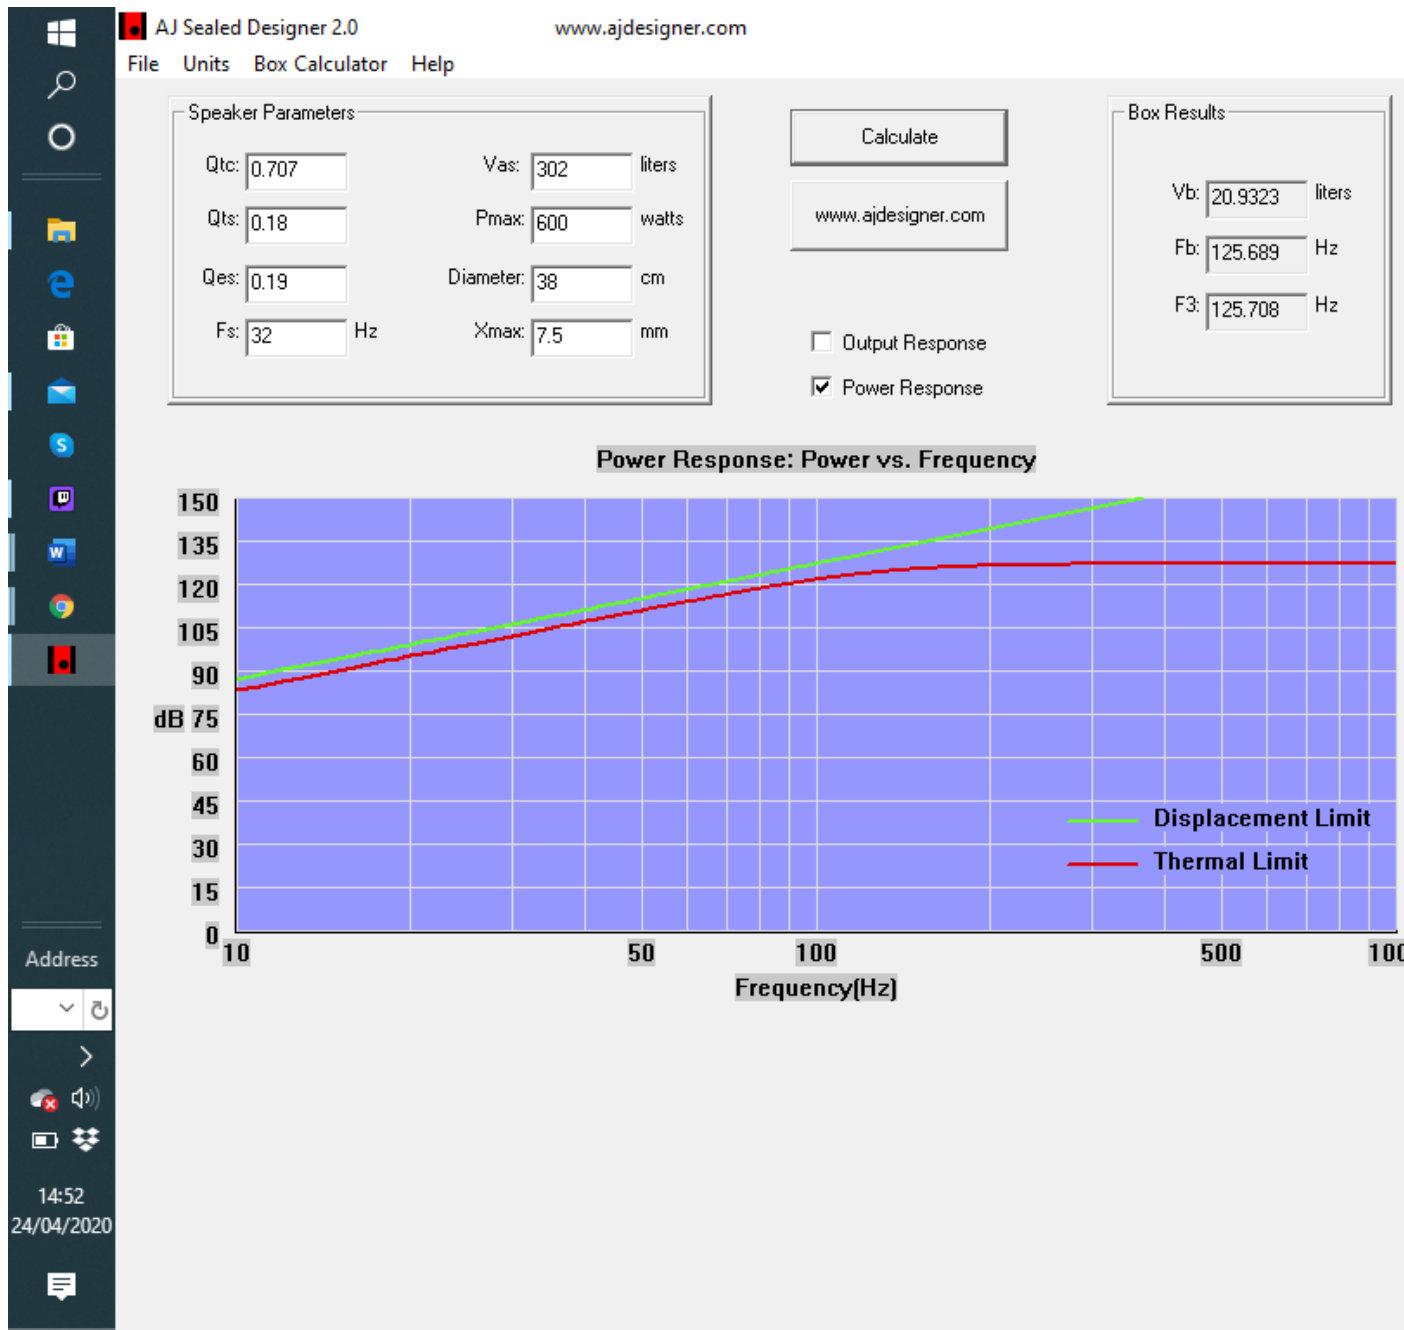 AJ Sealed Designer 2.0 www.ajdesigner.com
File Units Box Calculator Help
Speaker Parameters
Qtc: 0.707 Vas: 302 liters
Qts: 0.18 Pmax: 600 watts
Qes: 0.19 Diameter: 38 cm
Fs: 32 Hz Xmax: 7.5 mm
Calculate
www.ajdesigner.com
Output Response
Power Response
Box Results
Vb: 20.9323 liters
Fb: 125.689 Hz
F3: 125.708 Hz
Power Response: Power vs. Frequency
150
135
120
105
90
dB 75
60
45
30
15
0
10 50 100 500 100
Frequency(Hz)
Displacement Limit
Thermal Limit
Address
14:52
24/04/2020